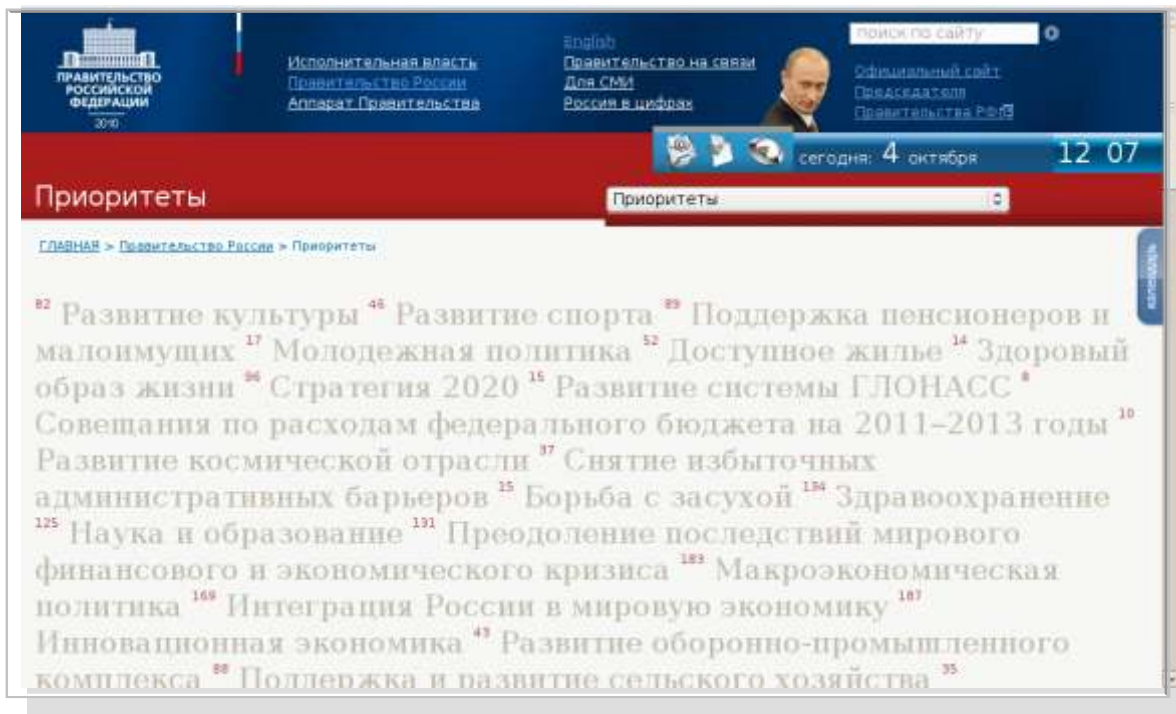 ПРАВИТЕЛЬСТВО
РОССИЙСКОЙ
ФЕДЕРАЦИИ
2010
Исполнительная власть
Правительство России
Аппарат Правительства
English
Правительство на связи
Для СМИ
Россия в цифрах
поиск по сайту
Официальный сайт
Председателя
Правительства РФ
сегодня: 4 октября 12 07
Приоритеты
Приоритеты
ГЛАВНАЯ > Правительство России > Приоритеты
календарь
82 Развитие культуры 46 Развитие спорта 89 Поддержка пенсионеров и
малоимущих 17 Молодежная политика 52 Доступное жилье 14 Здоровый
образ жизни 96 Стратегия 2020 15 Развитие системы ГЛОНАСС 8
Совещания по расходам федерального бюджета на 2011–2013 годы 10
Развитие космической отрасли 37 Снятие избыточных
административных барьеров 15 Борьба с засухой 194 Здравоохранение
125 Наука и образование 131 Преодоление последствий мирового
финансового и экономического кризиса 183 Макроэкономическая
политика 169 Интеграция России в мировую экономику 187
Инновационная экономика 43 Развитие оборонно-промышленного
комплекса 88 Поддержка и развитие сельского хозяйства 35